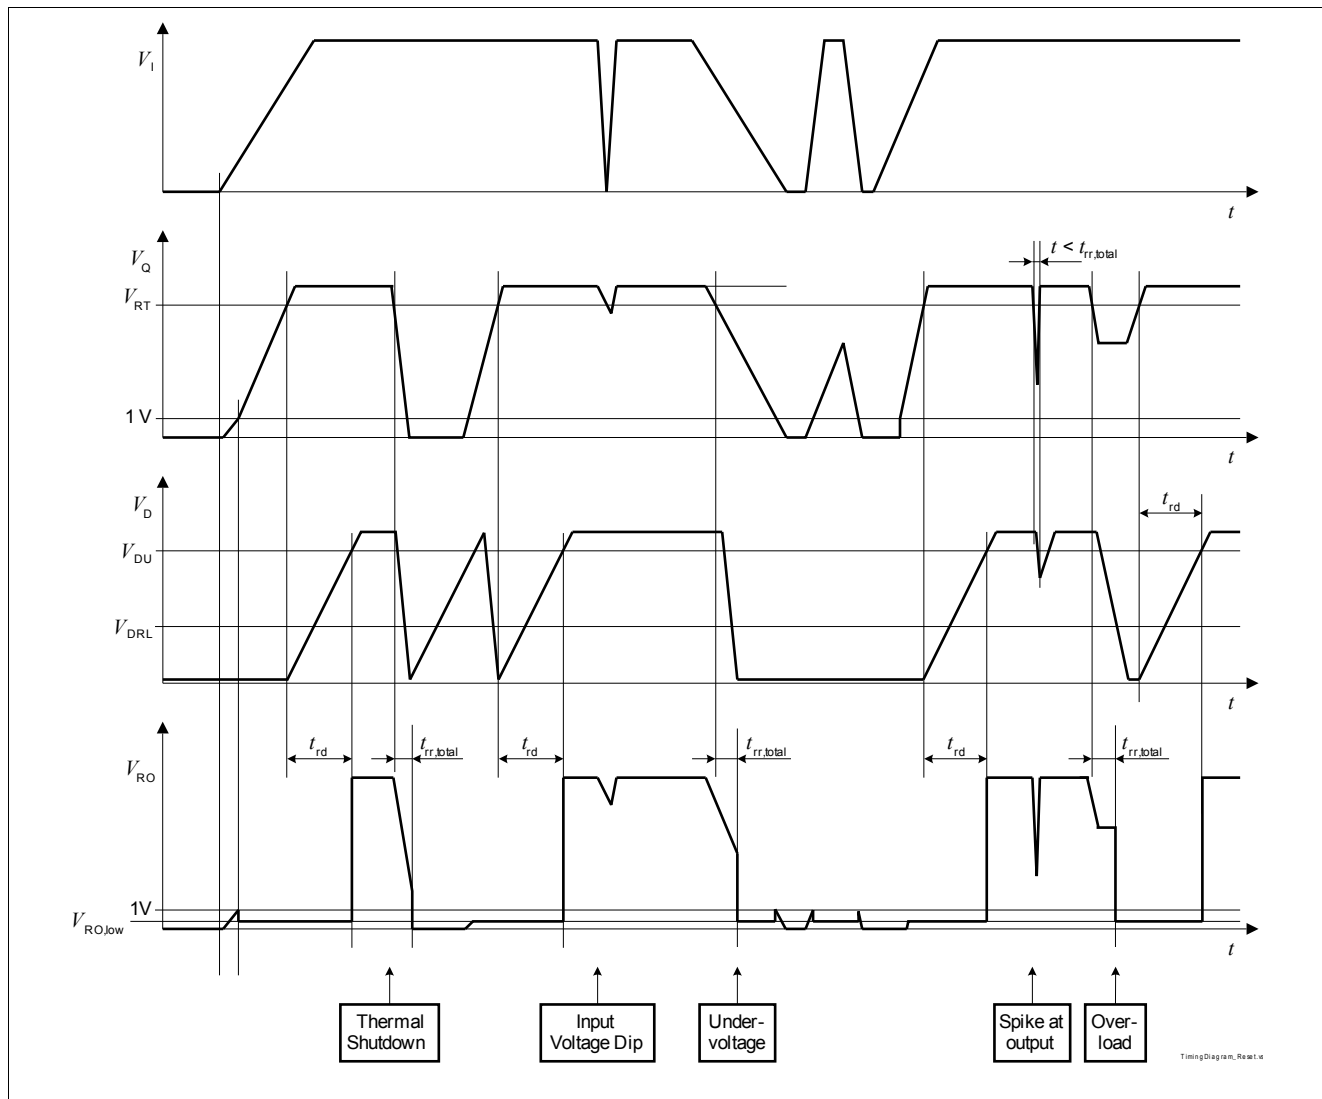 V_I
t
V_Q
t < t_rr,total
V_RT
1 V
t
V_D
t_rd
V_DU
V_DRL
t
t_rd
t_rr,total
t_rd
t_rr,total
t_rd
t_rr,total
V_RO
1V
V_RO,low
t
Thermal
Shutdown
Input
Voltage Dip
Under-
voltage
Spike at
output
Over-
load
TimingDiagram_Reset.vs